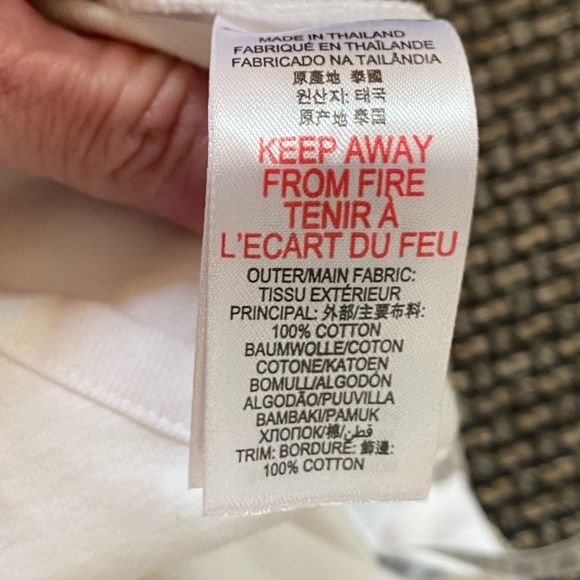 MADE IN THAILAND
FABRIQUÉ EN THAÏLANDE
FABRICADO NA TAILÂNDIA
原產地 泰國
원산지: 태국
原产地 泰国
KEEP AWAY
FROM FIRE
TENIR À
L'ECART DU FEU
OUTER/MAIN FABRIC:
TISSU EXTÉRIEUR
PRINCIPAL: 外部/主要布料:
100% COTTON
BAUMWOLLE/COTON
COTONE/KATOEN
BOMULL/ALGODÓN
ALGODÃO/PUUVILLA
BAMBAKI/PAMUK
ХЛОПОК/棉/قطن
TRIM: BORDURE: 飾邊:
100% COTTON